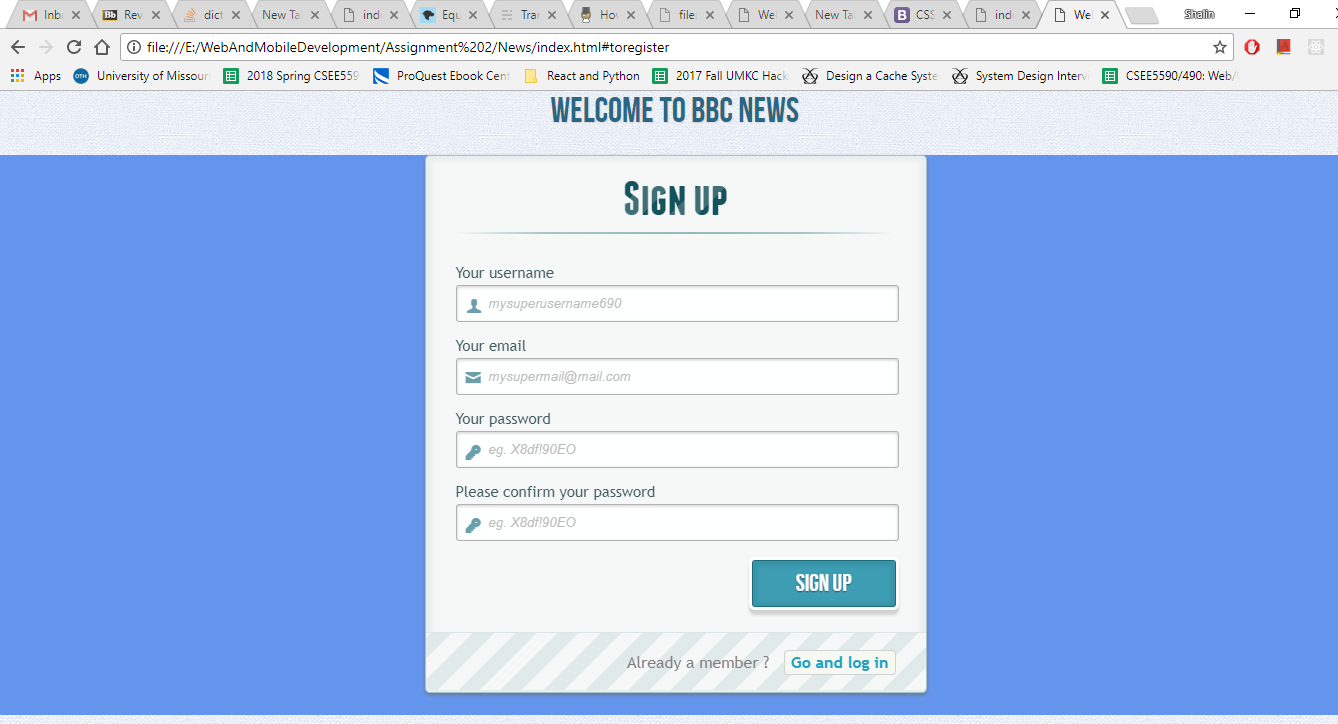 Inb Rev dict New Ta ind Equ Tra Hov file: Wel New Ta CSS ind Wel Shalin
file:///E:/WebAndMobileDevelopment/Assignment%202/News/index.html#toregister
Apps University of Missour 2018 Spring CSEE559 ProQuest Ebook Cent React and Python 2017 Fall UMKC Hack Design a Cache Syste System Design Interv CSEE5590/490: Web/
WELCOME TO BBC NEWS
Sign up
Your username
mysuperusername690
Your email
mysupermail@mail.com
Your password
eg. X8df!90EO
Please confirm your password
eg. X8df!90EO
SIGN UP
Already a member ? Go and log in